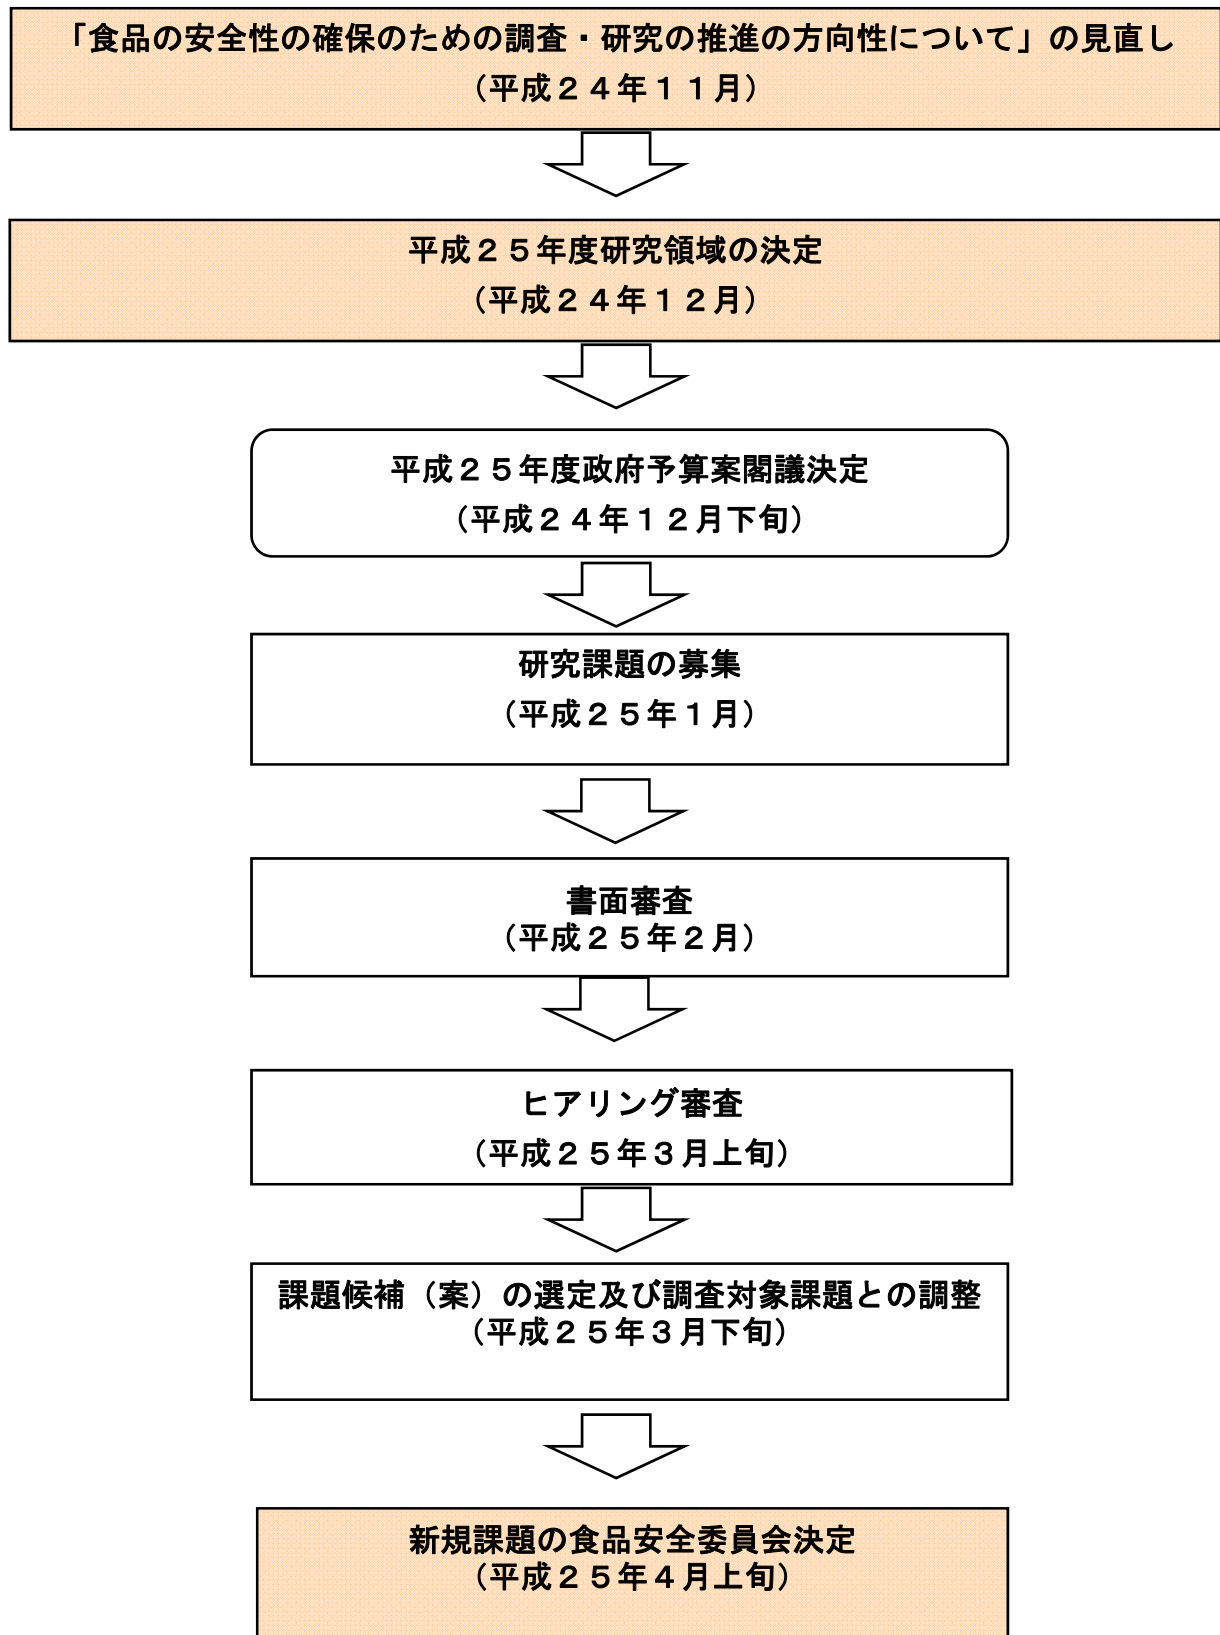 「食品の安全性の確保のための調査・研究の推進の方向性について」の見直し
（平成２４年１１月）
平成２５年度研究領域の決定
（平成２４年１２月）
平成２５年度政府予算案閣議決定
（平成２４年１２月下旬）
研究課題の募集
（平成２５年１月）
書面審査
（平成２５年２月）
ヒアリング審査
（平成２５年３月上旬）
課題候補（案）の選定及び調査対象課題との調整
（平成２５年３月下旬）
新規課題の食品安全委員会決定
（平成２５年４月上旬）